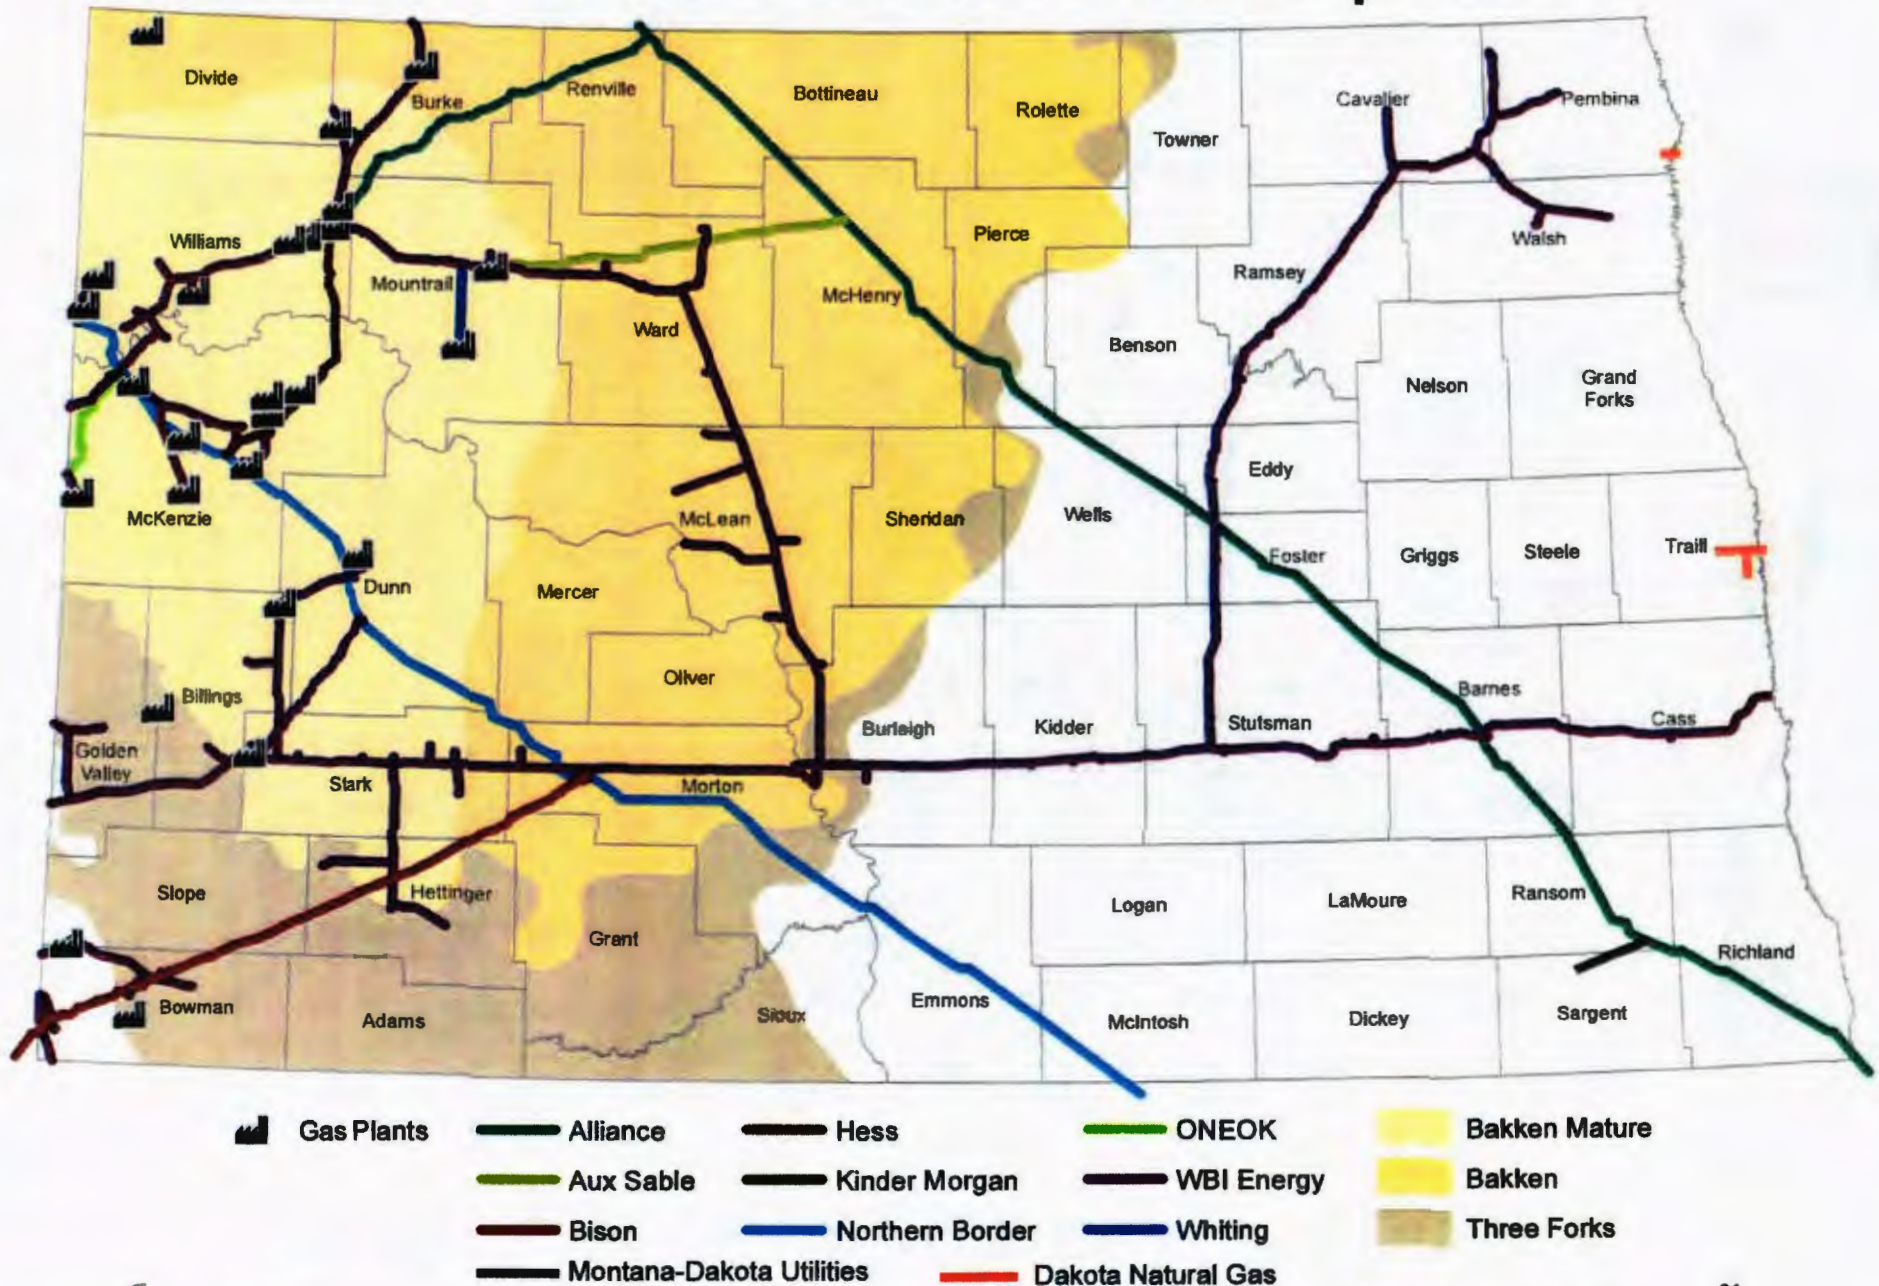 Divide
Burke
Renville
Bottineau
Rolette
Towner
Cavalier
Pembina
Williams
Mountrail
Ward
McHenry
Pierce
Ramsey
Walsh
Benson
Nelson
Grand
Forks
McKenzie
McLean
Sheridan
Wells
Eddy
Foster
Griggs
Steele
Traill
Dunn
Mercer
Oliver
Billings
Golden
Valley
Stark
Morton
Burleigh
Kidder
Stutsman
Barnes
Cass
Slope
Hettinger
Grant
Logan
LaMoure
Ransom
Richland
Bowman
Adams
Sioux
Emmons
McIntosh
Dickey
Sargent
Gas Plants
Alliance
Hess
ONEOK
Bakken Mature
Aux Sable
Kinder Morgan
WBI Energy
Bakken
Bison
Northern Border
Whiting
Three Forks
Montana-Dakota Utilities
Dakota Natural Gas